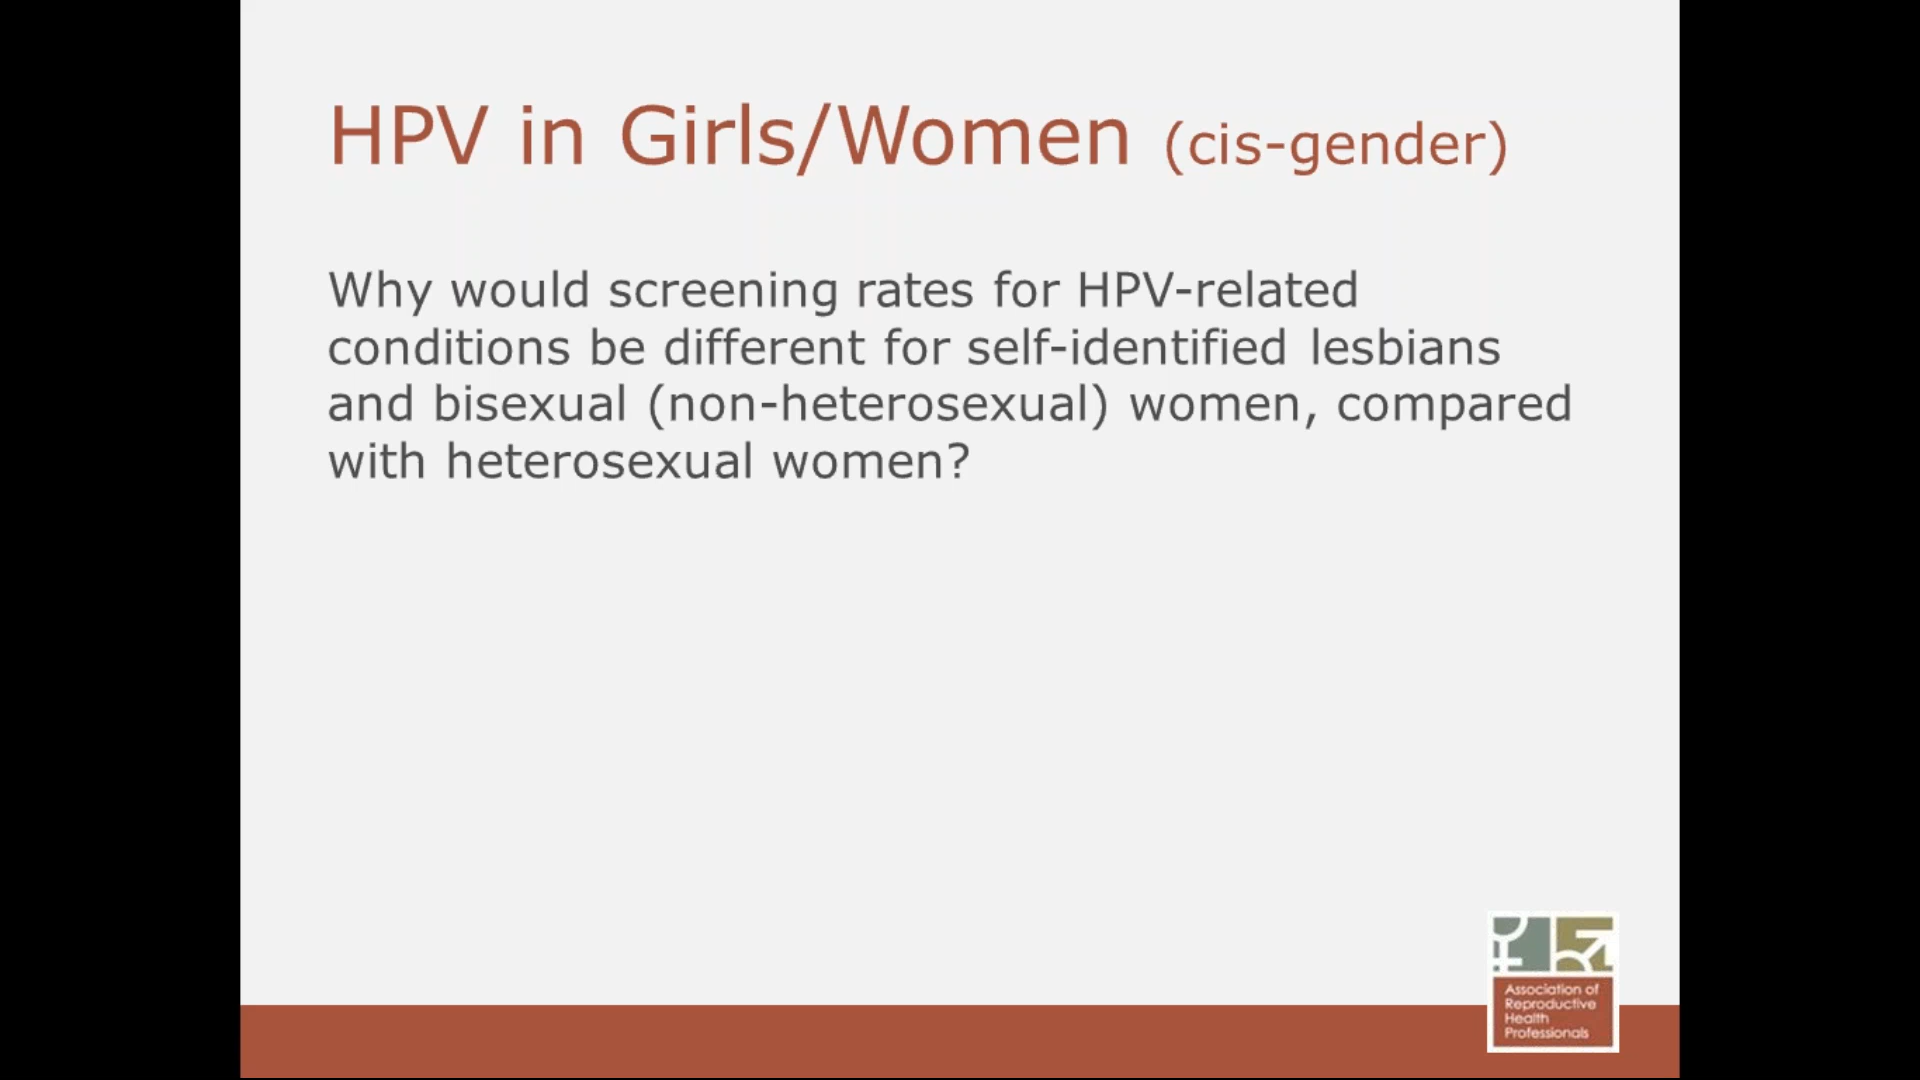 HPV in Girls/Women (cis-gender)
Why would screening rates for HPV-related
conditions be different for self-identified lesbians
and bisexual (non-heterosexual) women, compared
with heterosexual women?
Association of
Reproductive
Health
Professionals